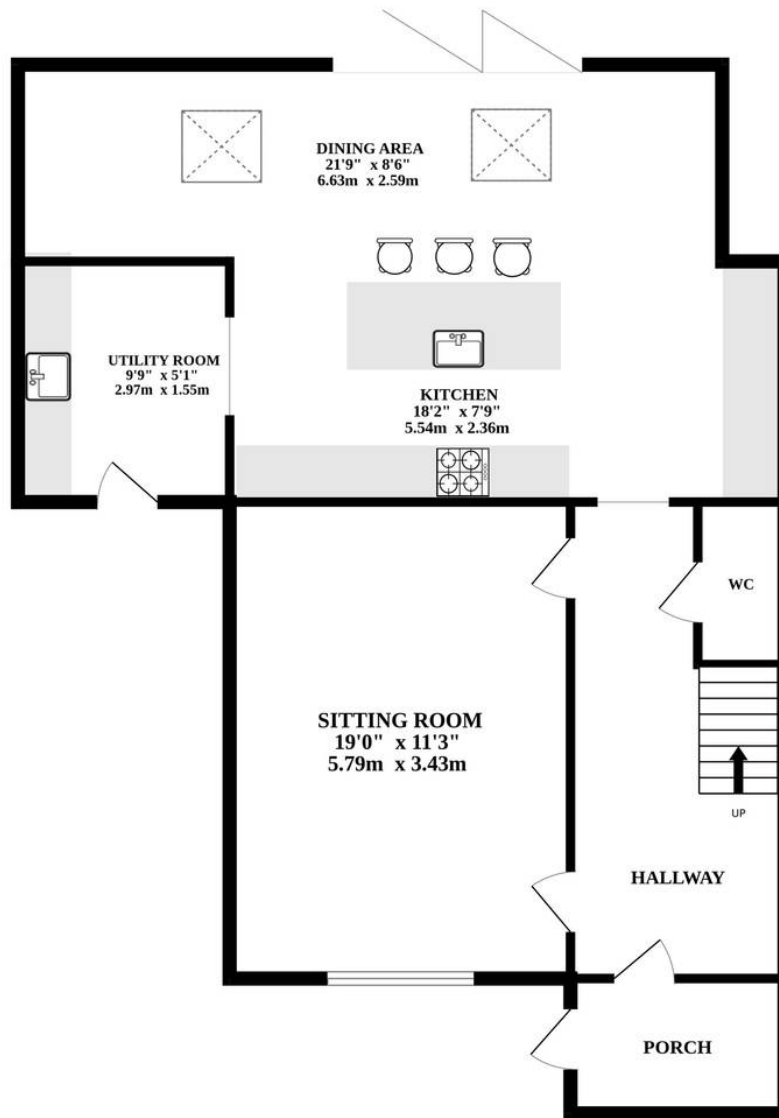 DINING AREA
21'9" x 8'6"
6.63m x 2.59m
UTILITY ROOM
9'9" x 5'1"
2.97m x 1.55m
KITCHEN
18'2" x 7'9"
5.54m x 2.36m
WC
SITTING ROOM
19'0" x 11'3"
5.79m x 3.43m
UP
HALLWAY
PORCH